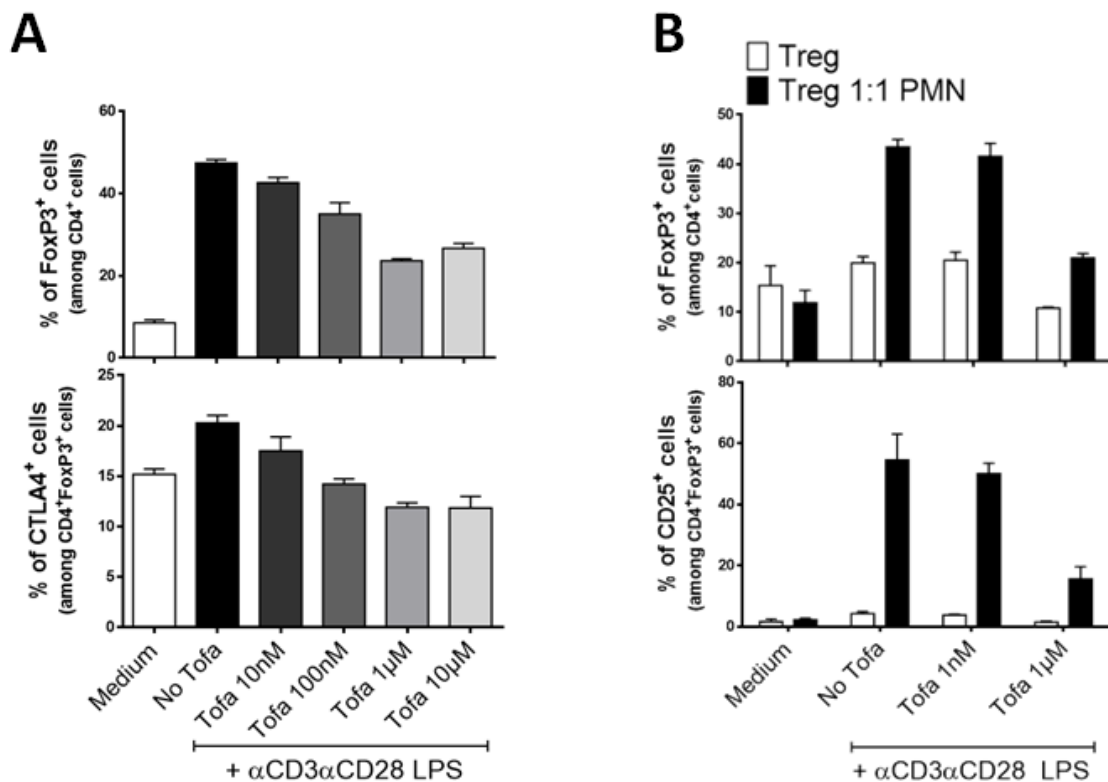 A
60
40
20
0
% of FoxP3⁺ cells
(among CD4⁺cells)
25
20
15
10
5
0
% of CTLA4⁺ cells
(among CD4⁺FoxP3⁺ cells)
Medium
No Tofa
Tofa 10nM
Tofa 100nM
Tofa 1µM
Tofa 10µM
+ αCD3αCD28 LPS
B
Treg
Treg 1:1 PMN
50
40
30
20
10
0
% of FoxP3⁺ cells
(among CD4⁺cells)
80
60
40
20
0
% of CD25⁺ cells
(among CD4⁺FoxP3⁺ cells)
Medium
No Tofa
Tofa 1nM
Tofa 1µM
+ αCD3αCD28 LPS